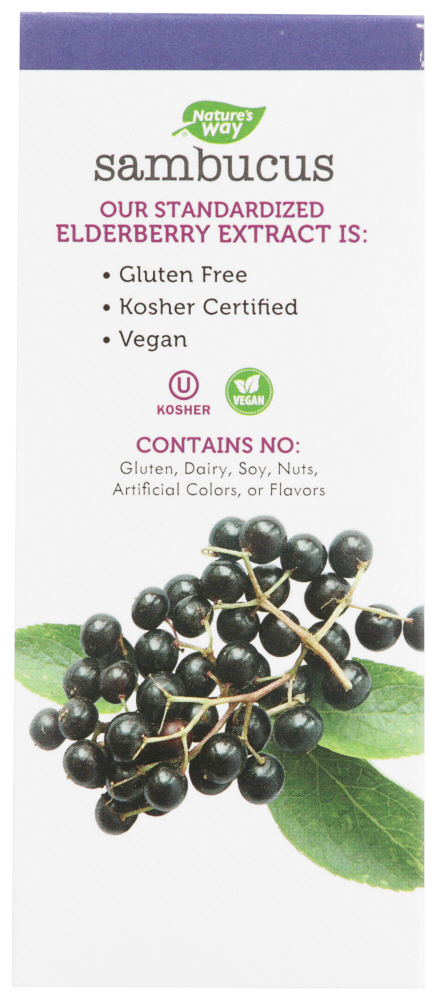 Nature's
Way
sambucus
OUR STANDARDIZED
ELDERBERRY EXTRACT IS:
• Gluten Free
• Kosher Certified
• Vegan
U
KOSHER
VEGAN
CONTAINS NO:
Gluten, Dairy, Soy, Nuts,
Artificial Colors, or Flavors